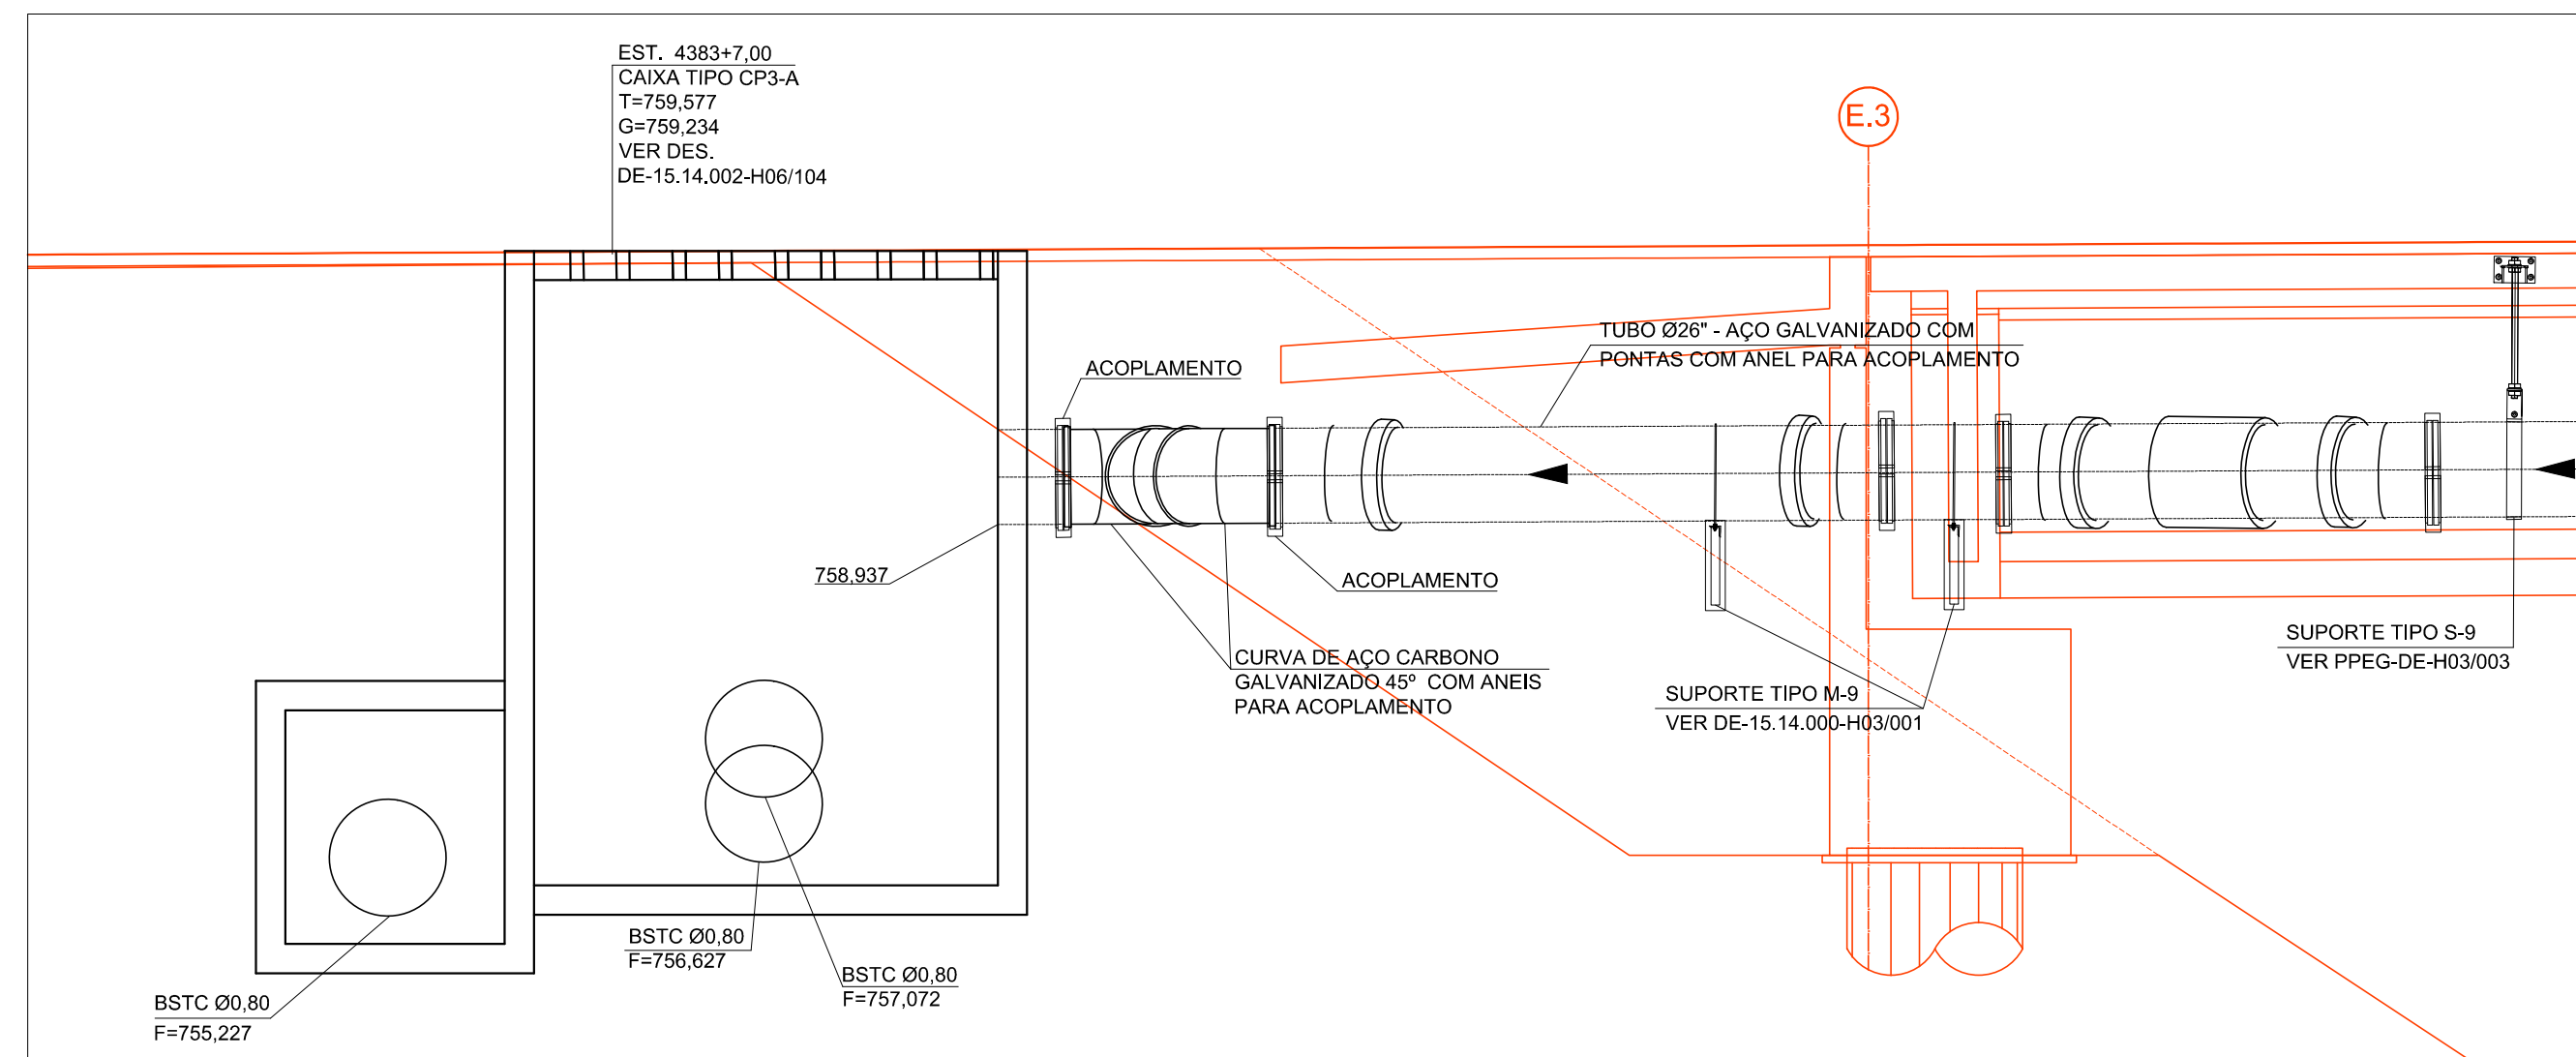 EST. 4383+7,00
CAIXA TIPO CP3-A
T=759,577
G=759,234
VER DES.
DE-15.14.002-H06/104
E.3
TUBO Ø26" - AÇO GALVANIZADO COM
PONTAS COM ANEL PARA ACOPLAMENTO
ACOPLAMENTO
758,937
ACOPLAMENTO
CURVA DE AÇO CARBONO
GALVANIZADO 45º COM ANEIS
PARA ACOPLAMENTO
SUPORTE TIPO M-9
VER DE-15.14.000-H03/001
SUPORTE TIPO S-9
VER PPEG-DE-H03/003
BSTC Ø0,80
F=756,627
BSTC Ø0,80
F=757,072
BSTC Ø0,80
F=755,227